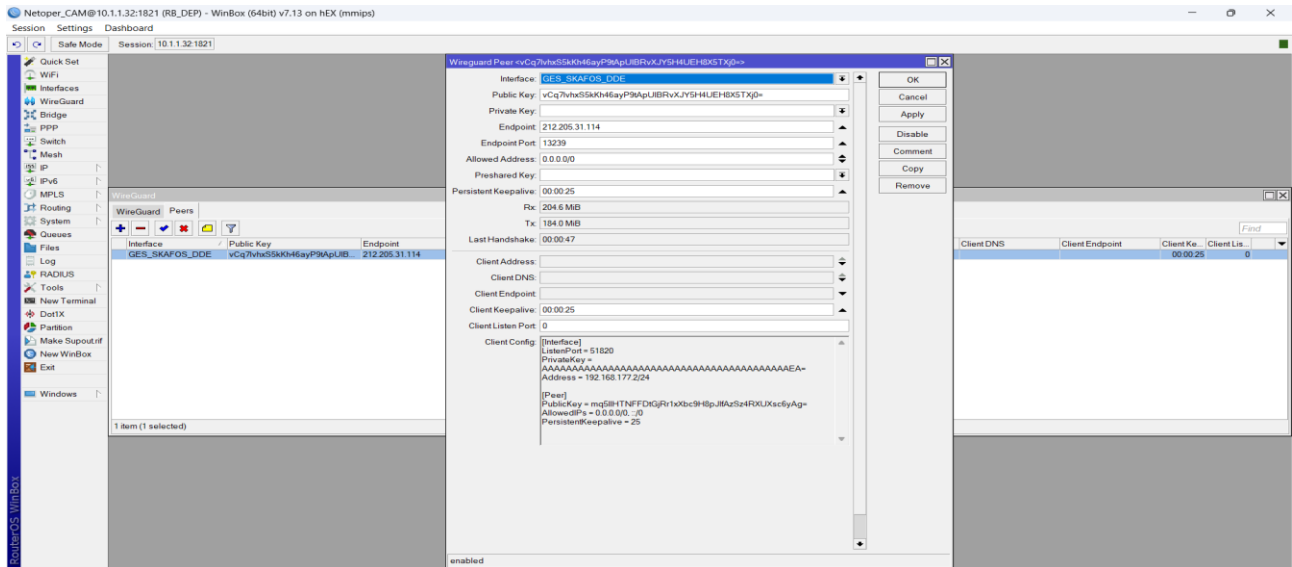 Netoper_CAM@10.1.1.32:1821 (RB_DEP) - WinBox (64bit) v7.13 on hEX (mmips)
Session Settings Dashboard
Safe Mode Session: 10.1.1.32:1821
Quick Set
WiFi
Interfaces
WireGuard
Bridge
PPP
Switch
Mesh
IP
IPv6
MPLS
Routing
System
Queues
Files
Log
RADIUS
Tools
New Terminal
Dot1X
Partition
Make Supout.rif
New WinBox
Exit
Windows
RouterOS WinBox
WireGuard
WireGuard Peers
Find
Interface Public Key Endpoint Client DNS Client Endpoint Client Ke... Client Lis...
GES_SKAFOS_DDE vCq7lvhxS5kKh46ayP9tApUIB... 212.205.31.114 00:00:25 0
1 item (1 selected)
Wireguard Peer <vCq7lvhxS5kKh46ayP9tApUIBRvXJY5H4UEH8X5TXj0=>
Interface: GES_SKAFOS_DDE
Public Key: vCq7lvhxS5kKh46ayP9tApUIBRvXJY5H4UEH8X5TXj0=
Private Key:
Endpoint: 212.205.31.114
Endpoint Port: 13239
Allowed Address: 0.0.0.0/0
Preshared Key:
Persistent Keepalive: 00:00:25
Rx: 204.6 MiB
Tx: 184.0 MiB
Last Handshake: 00:00:47
Client Address:
Client DNS:
Client Endpoint:
Client Keepalive: 00:00:25
Client Listen Port: 0
Client Config: [Interface]
ListenPort = 51820
PrivateKey =
AAAAAAAAAAAAAAAAAAAAAAAAAAAAAAAAAAAAAAAAAEA=
Address = 192.168.177.2/24
[Peer]
PublicKey = mq5llHTNFFDtGjRr1xXbc9H8pJlfAzSz4RXUXsc6yAg=
AllowedIPs = 0.0.0.0/0, ::/0
PersistentKeepalive = 25
enabled
OK
Cancel
Apply
Disable
Comment
Copy
Remove